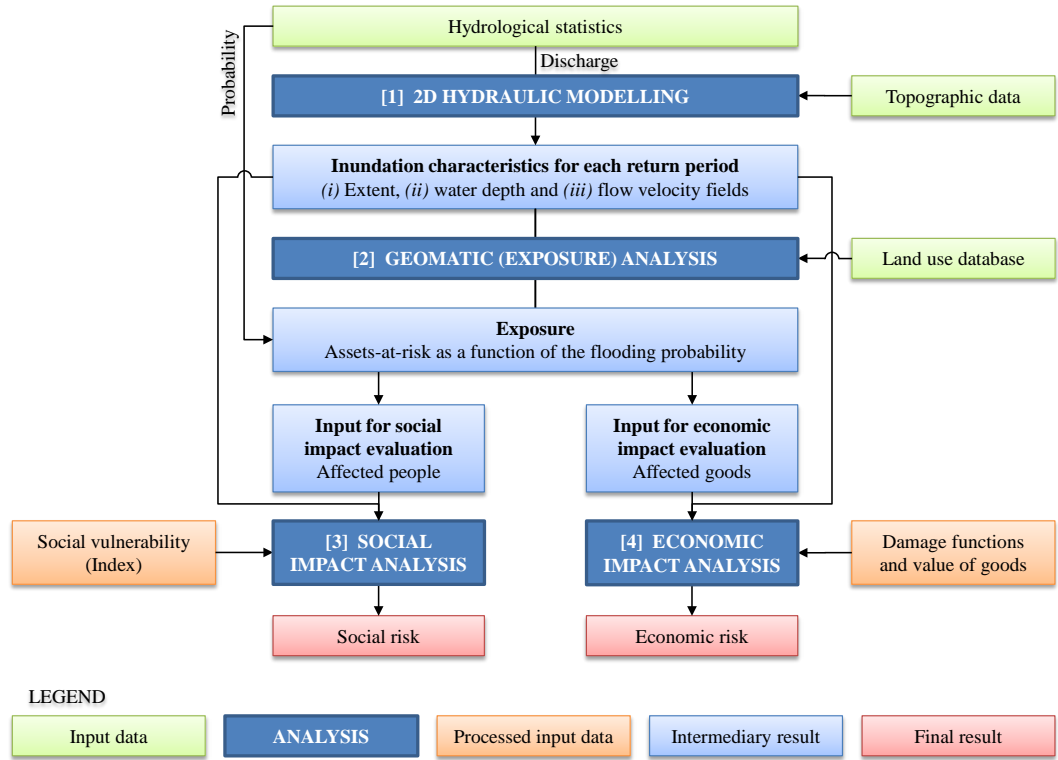 Hydrological statistics
Probability
Discharge
[1] 2D HYDRAULIC MODELLING
Topographic data
Inundation characteristics for each return period
(i) Extent, (ii) water depth and (iii) flow velocity fields
[2] GEOMATIC (EXPOSURE) ANALYSIS
Land use database
Exposure
Assets-at-risk as a function of the flooding probability
Input for social
impact evaluation
Affected people
Input for economic
impact evaluation
Affected goods
Social vulnerability
(Index)
[3] SOCIAL
IMPACT ANALYSIS
[4] ECONOMIC
IMPACT ANALYSIS
Damage functions
and value of goods
Social risk
Economic risk
LEGEND
Input data
ANALYSIS
Processed input data
Intermediary result
Final result